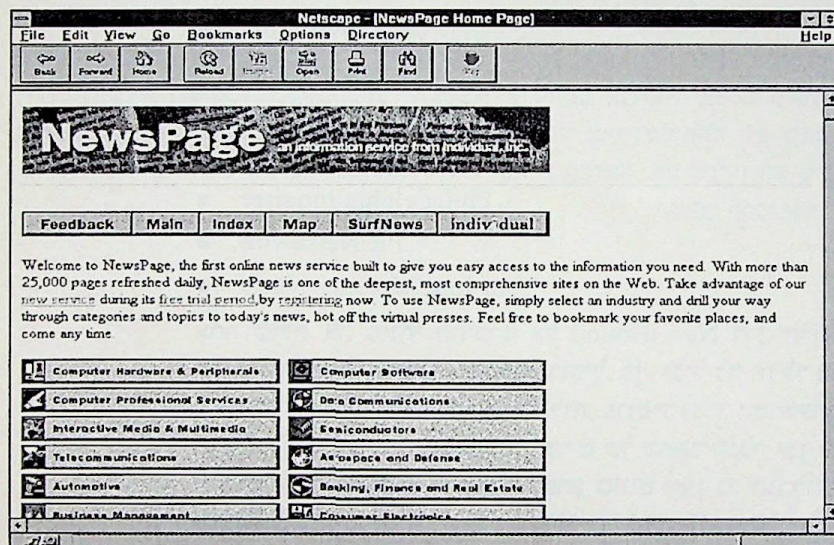 Netscape - [NewsPage Home Page]
File Edit View Go Bookmarks Options Directory Help
Back Forward Home Reload Images Open Print Find Stop
NewsPage an information service from Individual, Inc.
Feedback Main Index Map SurfNews individual
Welcome to NewsPage, the first online news service built to give you easy access to the information you need. With more than
25,000 pages refreshed daily, NewsPage is one of the deepest, most comprehensive sites on the Web. Take advantage of our
new service during its free trial period, by registering now. To use NewsPage, simply select an industry and drill your way
through categories and topics to today's news, hot off the virtual presses. Feel free to bookmark your favorite places, and
come any time.
Computer Hardware & Peripherals Computer Software
Computer Professional Services Data Communications
Interactive Media & Multimedia Semiconductors
Telecommunications Aerospace and Defense
Automotive Banking, Finance and Real Estate
Business Management Consumer Electronics